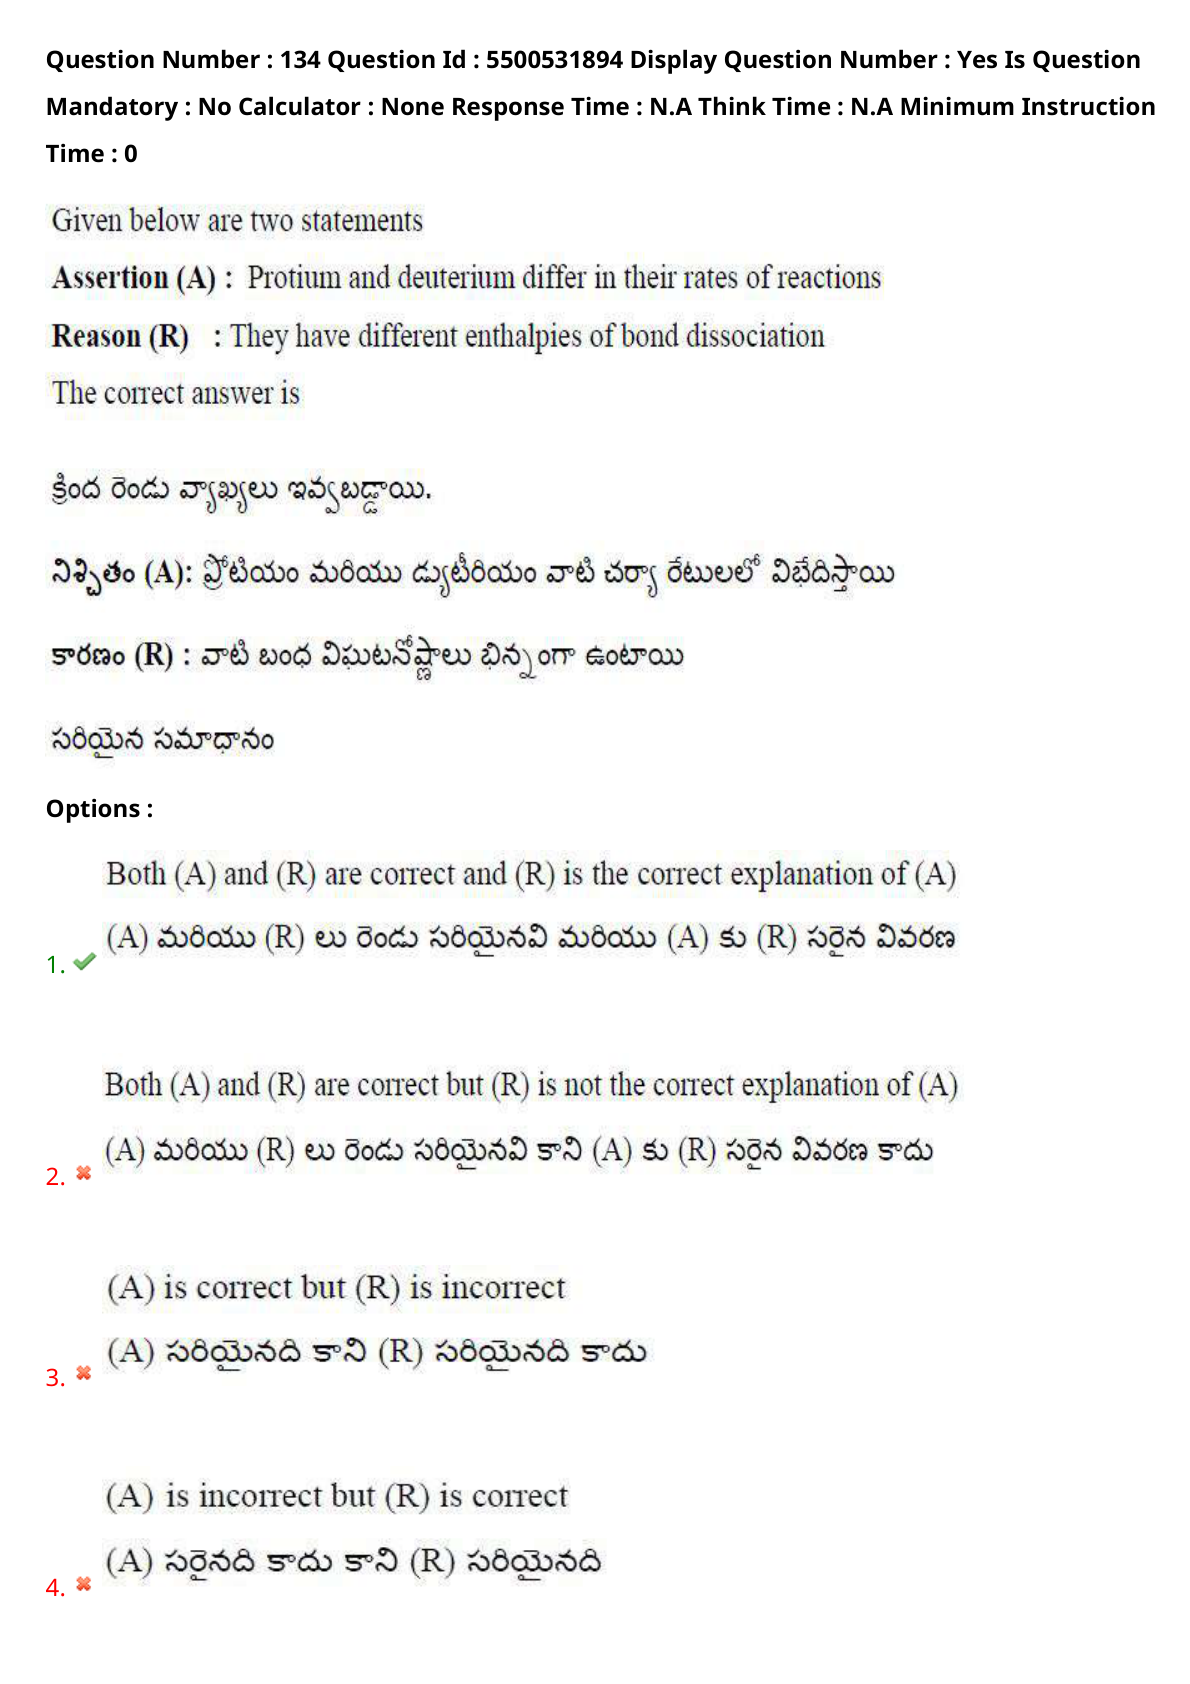 Question Number : 134 Question Id : 5500531894 Display Question Number : Yes Is Question
Mandatory : No Calculator : None Response Time : N.A Think Time : N.A Minimum Instruction
Time : 0
Given below are two statements
Assertion (A) : Protium and deuterium differ in their rates of reactions
Reason (R) : They have different enthalpies of bond dissociation
The correct answer is
క్రింద రెండు వ్యాఖ్యలు ఇవ్వబడ్డాయి.
నిశ్చితం (A): ప్రోటియం మరియు డ్యుటీరియం వాటి చర్యా రేటులలో విభేదిస్తాయి
కారణం (R) : వాటి బంధ విఘటనోష్ణాలు భిన్నంగా ఉంటాయి
సరియైన సమాధానం
Options :
Both (A) and (R) are correct and (R) is the correct explanation of (A)
(A) మరియు (R) లు రెండు సరియైనవి మరియు (A) కు (R) సరైన వివరణ
1.
Both (A) and (R) are correct but (R) is not the correct explanation of (A)
(A) మరియు (R) లు రెండు సరియైనవి కాని (A) కు (R) సరైన వివరణ కాదు
2.
(A) is correct but (R) is incorrect
(A) సరియైనది కాని (R) సరియైనది కాదు
3.
(A) is incorrect but (R) is correct
(A) సరైనది కాదు కాని (R) సరియైనది
4.